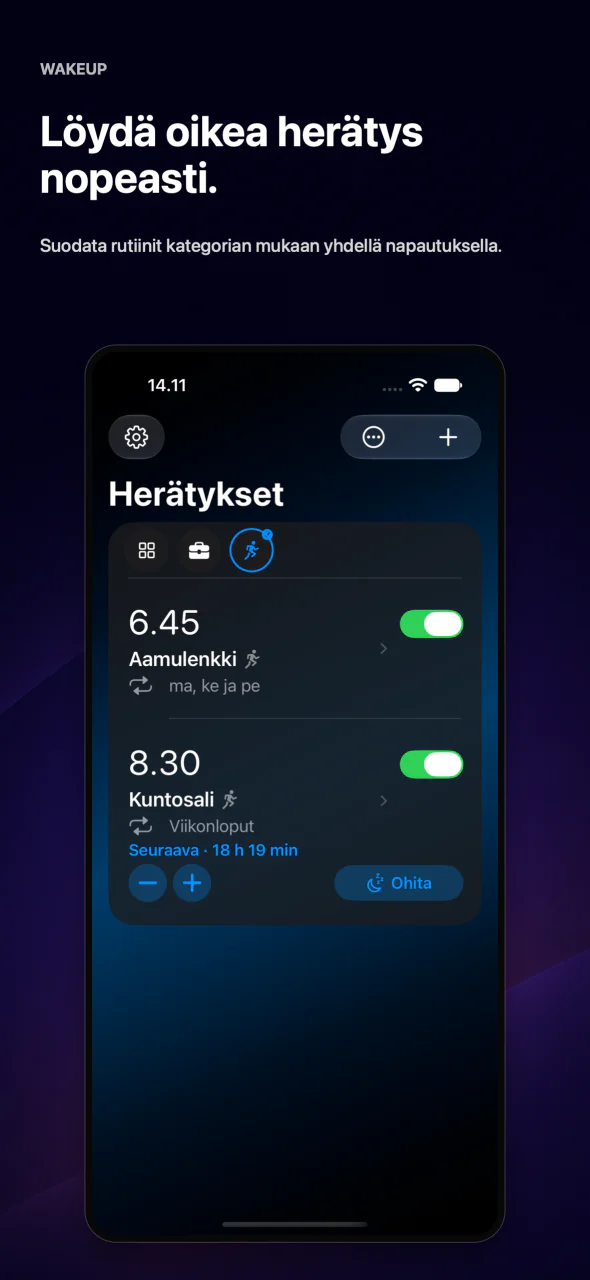 WAKEUP
Löydä oikea herätys
nopeasti.
Suodata rutiinit kategorian mukaan yhdellä napautuksella.
14.11
Herätykset
6.45
Aamulenkki
ma, ke ja pe
8.30
Kuntosali
Viikonloput
Seuraava · 18 h 19 min
Ohita